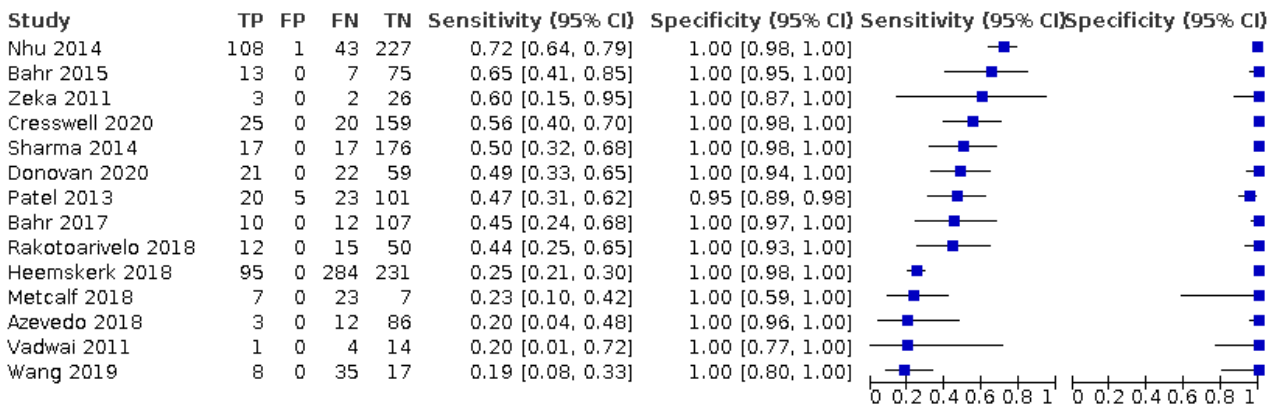 Study TP FP FN TN Sensitivity (95% CI) Specificity (95% CI) Sensitivity (95% CI)Specificity (95% CI)
Nhu 2014 108 1 43 227 0.72 [0.64, 0.79] 1.00 [0.98, 1.00]
Bahr 2015 13 0 7 75 0.65 [0.41, 0.85] 1.00 [0.95, 1.00]
Zeka 2011 3 0 2 26 0.60 [0.15, 0.95] 1.00 [0.87, 1.00]
Cresswell 2020 25 0 20 159 0.56 [0.40, 0.70] 1.00 [0.98, 1.00]
Sharma 2014 17 0 17 176 0.50 [0.32, 0.68] 1.00 [0.98, 1.00]
Donovan 2020 21 0 22 59 0.49 [0.33, 0.65] 1.00 [0.94, 1.00]
Patel 2013 20 5 23 101 0.47 [0.31, 0.62] 0.95 [0.89, 0.98]
Bahr 2017 10 0 12 107 0.45 [0.24, 0.68] 1.00 [0.97, 1.00]
Rakotoarivelo 2018 12 0 15 50 0.44 [0.25, 0.65] 1.00 [0.93, 1.00]
Heemskerk 2018 95 0 284 231 0.25 [0.21, 0.30] 1.00 [0.98, 1.00]
Metcalf 2018 7 0 23 7 0.23 [0.10, 0.42] 1.00 [0.59, 1.00]
Azevedo 2018 3 0 12 86 0.20 [0.04, 0.48] 1.00 [0.96, 1.00]
Vadwai 2011 1 0 4 14 0.20 [0.01, 0.72] 1.00 [0.77, 1.00]
Wang 2019 8 0 35 17 0.19 [0.08, 0.33] 1.00 [0.80, 1.00]
0 0.2 0.4 0.6 0.8 1 0 0.2 0.4 0.6 0.8 1